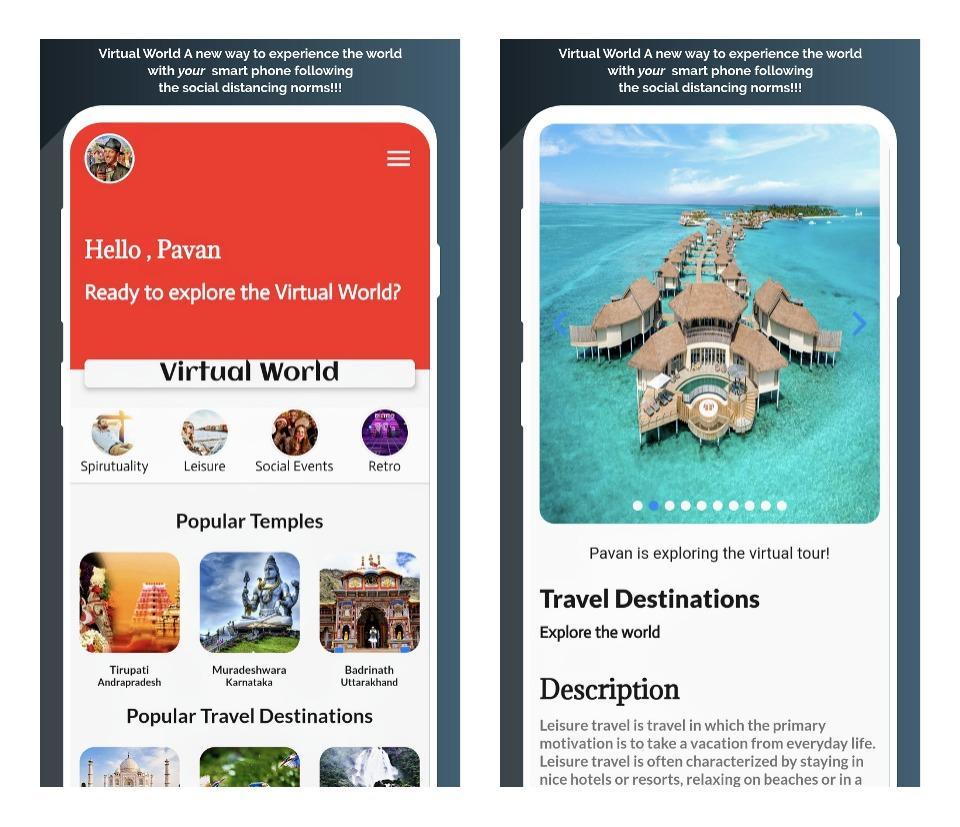 Virtual World A new way to experience the world
with your smart phone following
the social distancing norms!!!
Hello , Pavan
Ready to explore the Virtual World?
Virtual World
Spirutuality
Leisure
Social Events
Retro
Popular Temples
Tirupati
Andrapradesh
Muradeshwara
Karnataka
Badrinath
Uttarakhand
Popular Travel Destinations
Virtual World A new way to experience the world
with your smart phone following
the social distancing norms!!!
Pavan is exploring the virtual tour!
Travel Destinations
Explore the world
Description
Leisure travel is travel in which the primary
motivation is to take a vacation from everyday life.
Leisure travel is often characterized by staying in
nice hotels or resorts, relaxing on beaches or in a